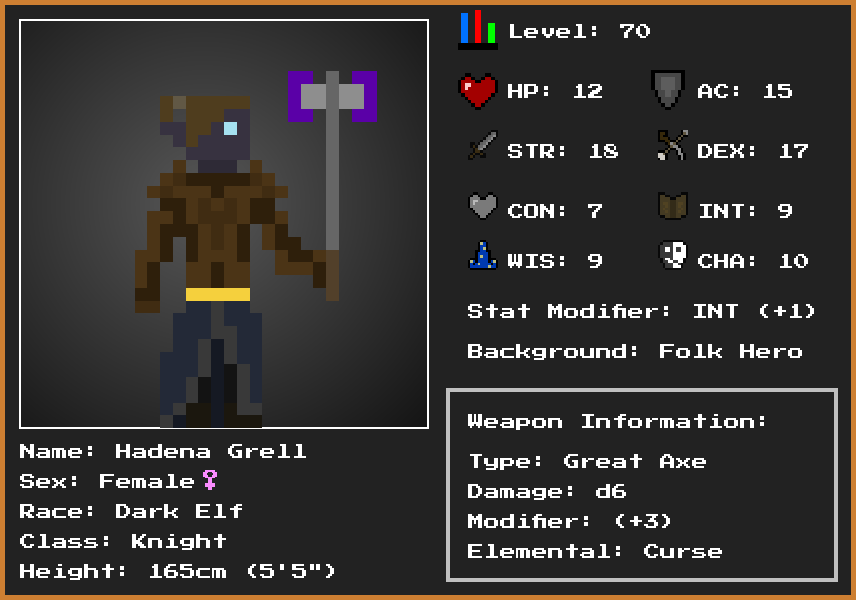 Level: 70
HP: 12 AC: 15
STR: 18 DEX: 17
CON: 7 INT: 9
WIS: 9 CHA: 10
Stat Modifier: INT (+1)
Background: Folk Hero
Weapon Information:
Type: Great Axe
Damage: d6
Modifier: (+3)
Elemental: Curse
Name: Hadena Grell
Sex: Female♀
Race: Dark Elf
Class: Knight
Height: 165cm (5'5")